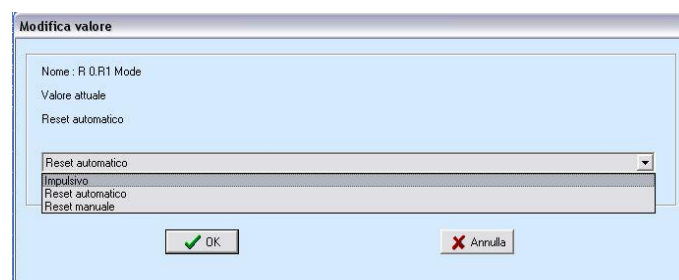 Modifica valore
Nome : R 0.R1 Mode
Valore attuale
Reset automatico
Reset automatico
Impulsivo
Reset automatico
Reset manuale
OK
Annulla